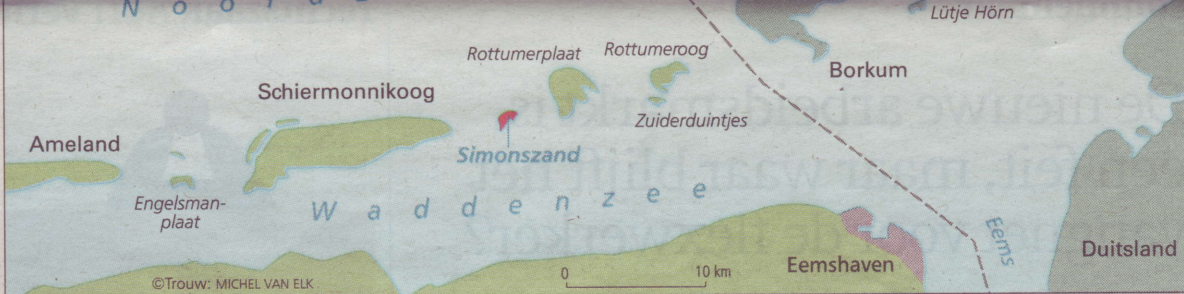 N o o r d
Lütje Hörn
Rottumerplaat
Rottumeroog
Borkum
Schiermonnikoog
Zuiderduintjes
Ameland
Simonszand
Engelsman-
plaat
W a d d e n z e e
Eems
Duitsland
Eemshaven
0 10 km
©Trouw: MICHEL VAN ELK